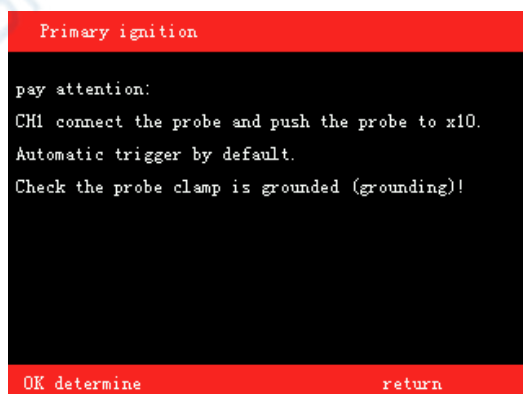 Primary ignition
pay attention:
CH1 connect the probe and push the probe to x10.
Automatic trigger by default.
Check the probe clamp is grounded (grounding)!
OK determine return